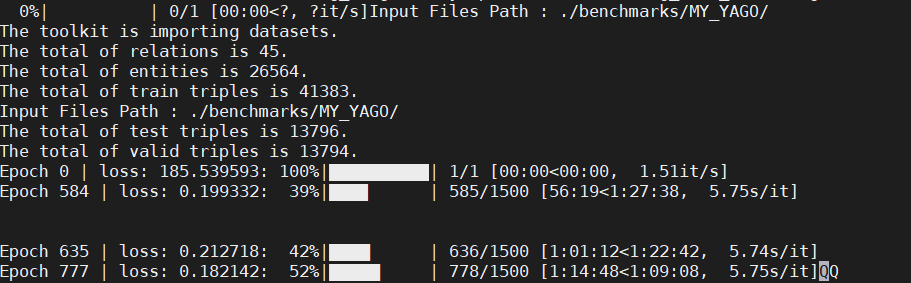 0%|          | 0/1 [00:00<?, ?it/s]Input Files Path : ./benchmarks/MY_YAGO/
The toolkit is importing datasets.
The total of relations is 45.
The total of entities is 26564.
The total of train triples is 41383.
Input Files Path : ./benchmarks/MY_YAGO/
The total of test triples is 13796.
The total of valid triples is 13794.
Epoch 0 | loss: 185.539593: 100%|██████████| 1/1 [00:00<00:00,  1.51it/s]
Epoch 584 | loss: 0.199332:  39%|███▉      | 585/1500 [56:19<1:27:38,  5.75s/it]
Epoch 635 | loss: 0.212718:  42%|████▏     | 636/1500 [1:01:12<1:22:42,  5.74s/it]
Epoch 777 | loss: 0.182142:  52%|█████▏    | 778/1500 [1:14:48<1:09:08,  5.75s/it]QQ